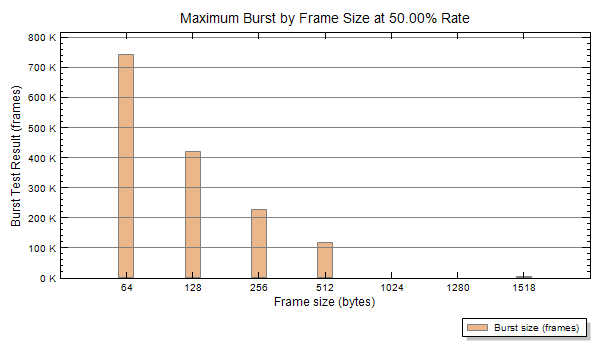 Maximum Burst by Frame Size at 50.00% Rate
Burst Test Result (frames)
800 K
700 K
600 K
500 K
400 K
300 K
200 K
100 K
0 K
64 128 256 512 1024 1280 1518
Frame size (bytes)
Burst size (frames)